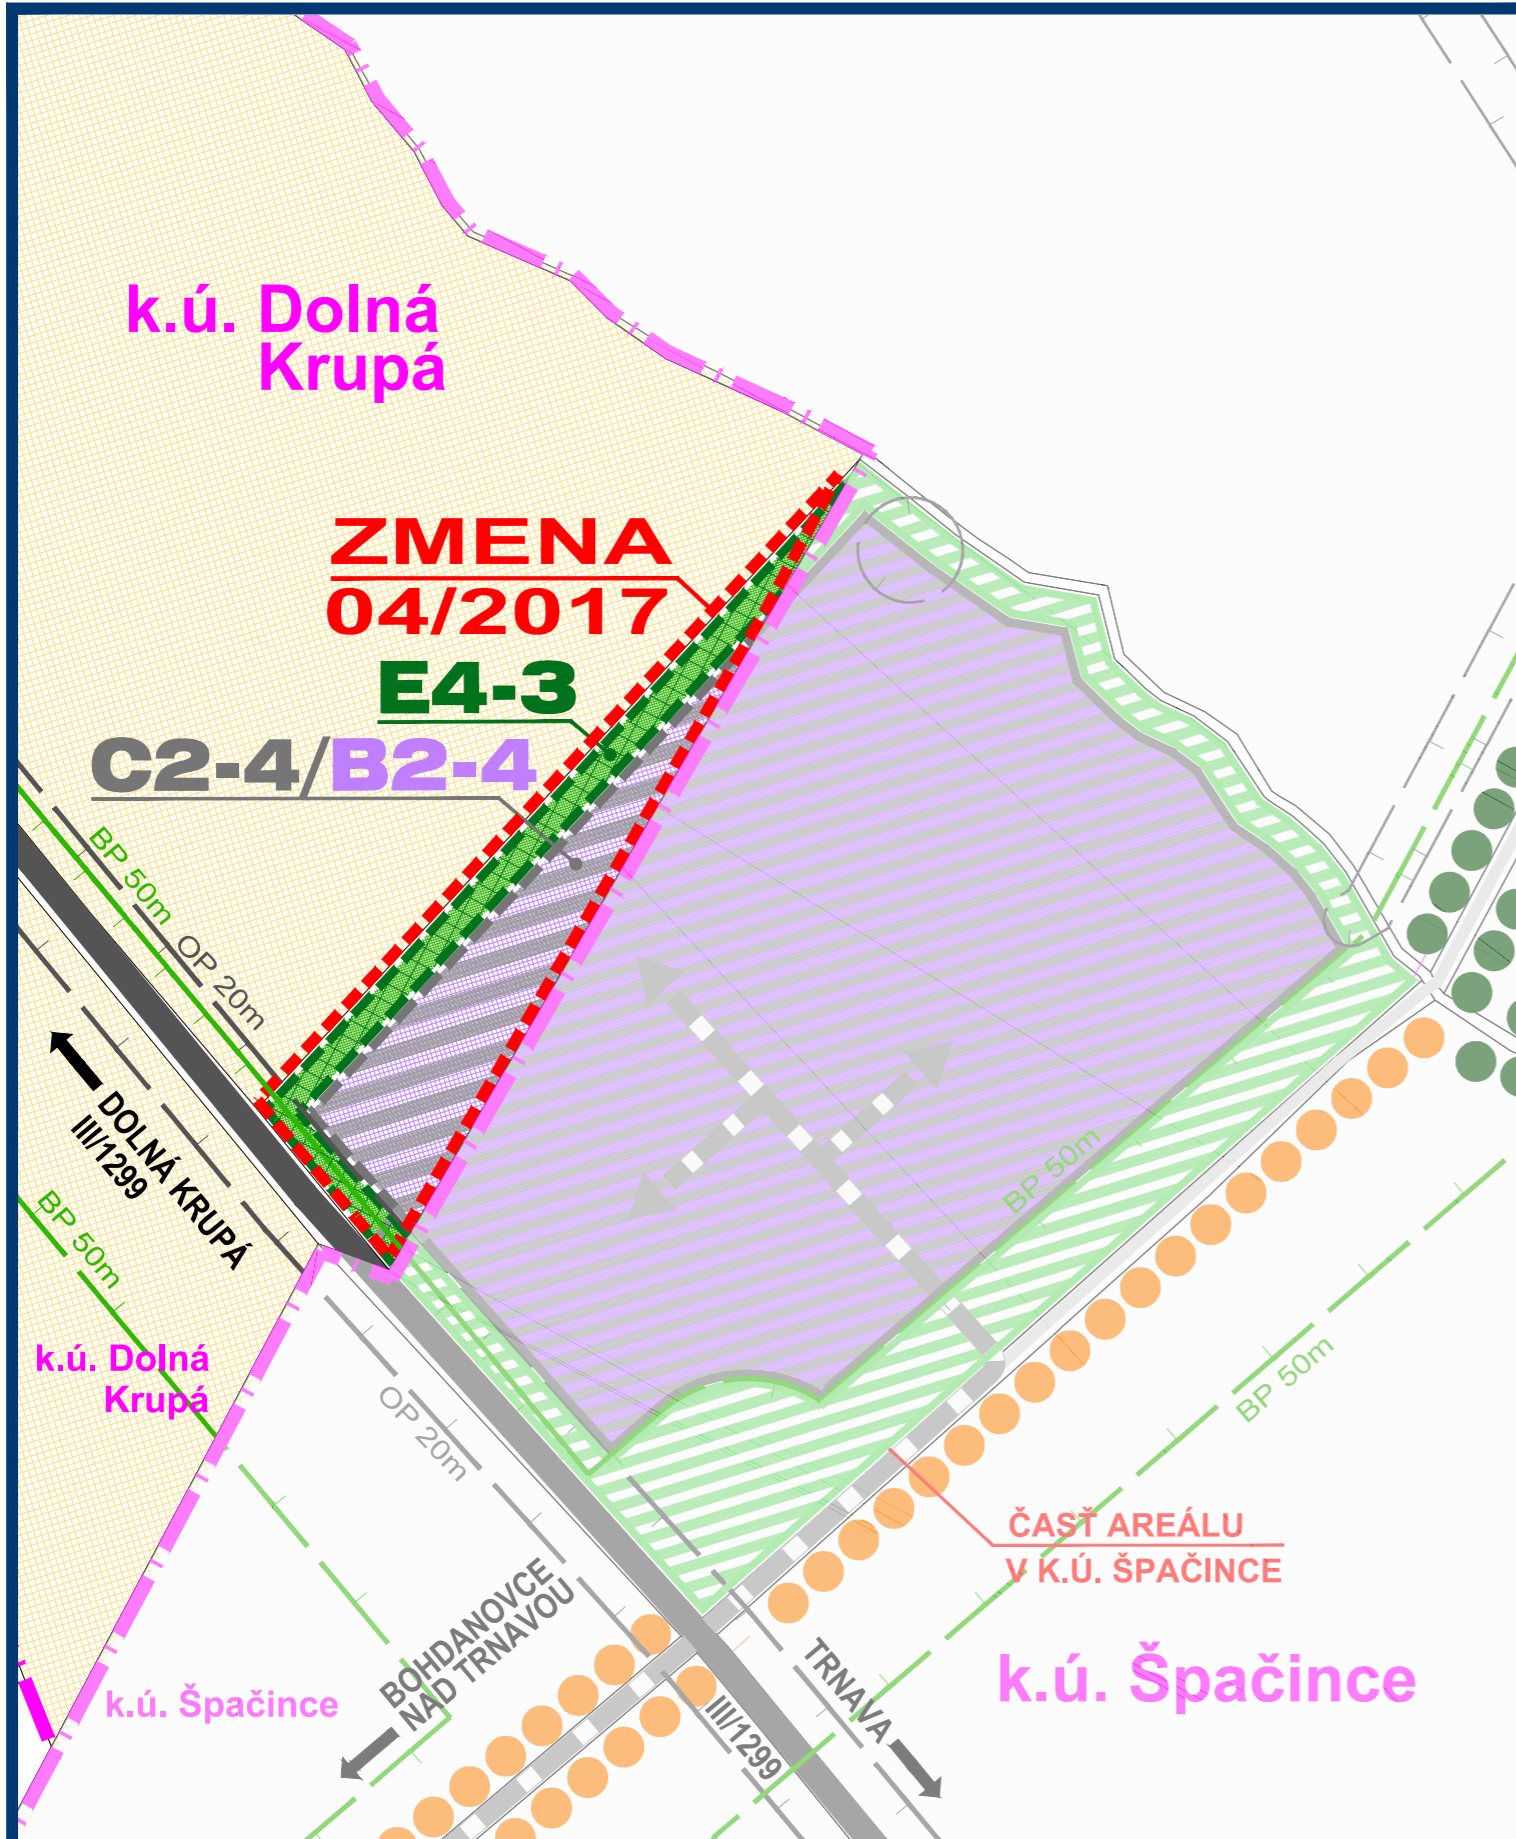 k.ú. Dolná
Krupá
ZMENA
04/2017
E4-3
C2-4/B2-4
BP 50m
OP 20m
DOLNÁ KRUPÁ
III/1299
BP 50m
k.ú. Dolná
Krupá
OP 20m
BP 50m
BP 50m
ČASŤ AREÁLU
V K.Ú. ŠPAČINCE
BOHDANOVCE
NAD TRNAVOU
TRNAVA
III/1299
k.ú. Špačince
k.ú. Špačince